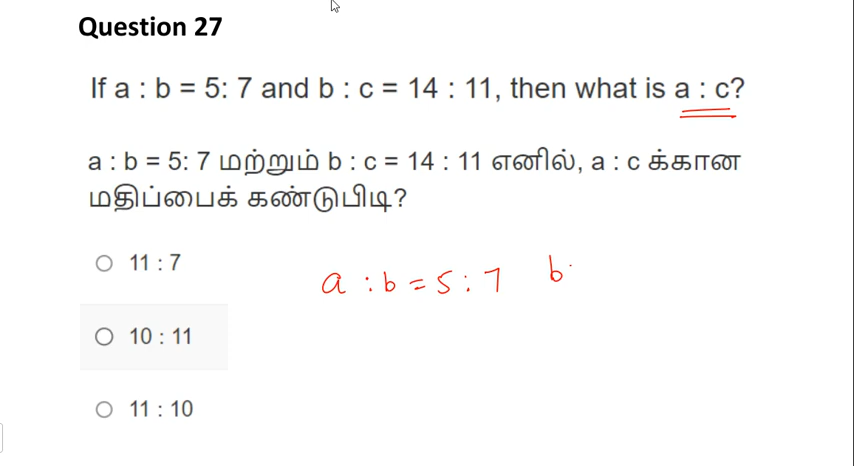 Question 27
If a : b = 5: 7 and b : c = 14 : 11, then what is a : c?
a : b = 5: 7 மற்றும் b : c = 14 : 11 எனில், a : c க்கான
மதிப்பைக் கண்டுபிடி?
11 : 7
a : b = 5 : 7 b
10 : 11
11 : 10